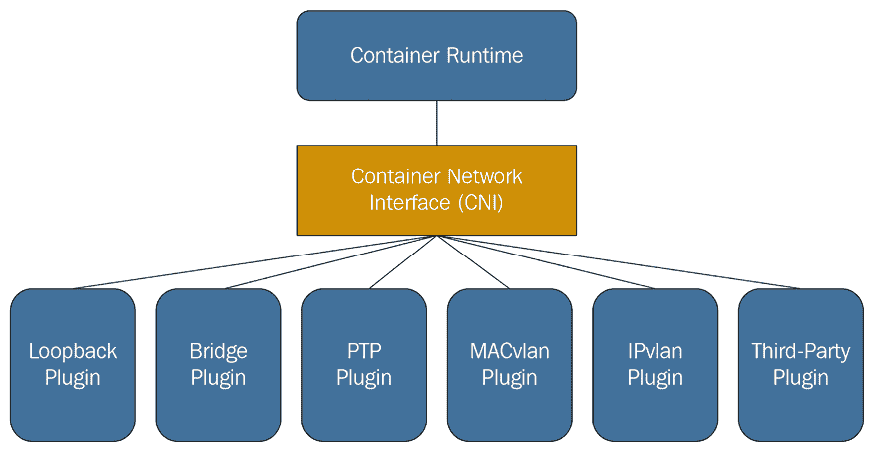 Container Runtime
Container Network
Interface (CNI)
Loopback
Plugin
Bridge
Plugin
PTP
Plugin
MACvlan
Plugin
IPvlan
Plugin
Third-Party
Plugin